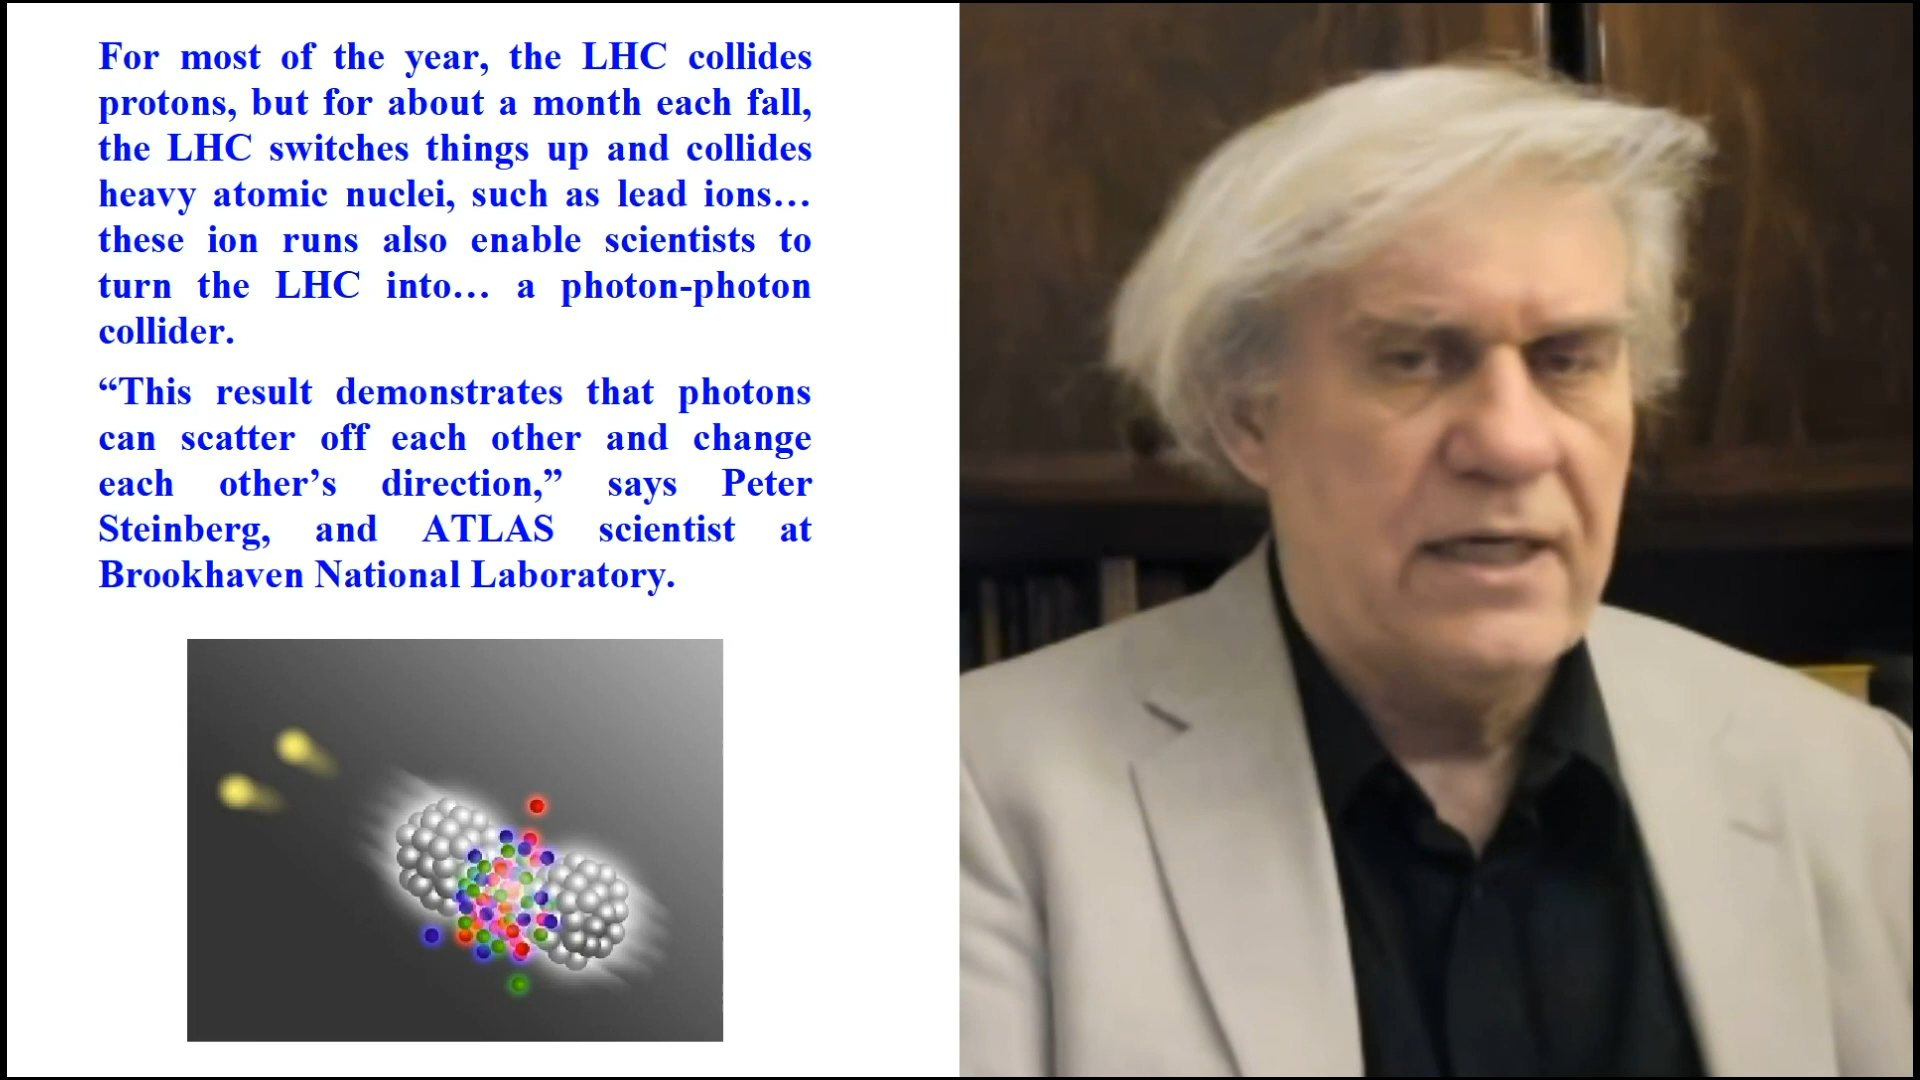 For most of the year, the LHC collides
protons, but for about a month each fall,
the LHC switches things up and collides
heavy atomic nuclei, such as lead ions…
these ion runs also enable scientists to
turn the LHC into… a photon-photon
collider.
“This result demonstrates that photons
can scatter off each other and change
each other’s direction,” says Peter
Steinberg, and ATLAS scientist at
Brookhaven National Laboratory.